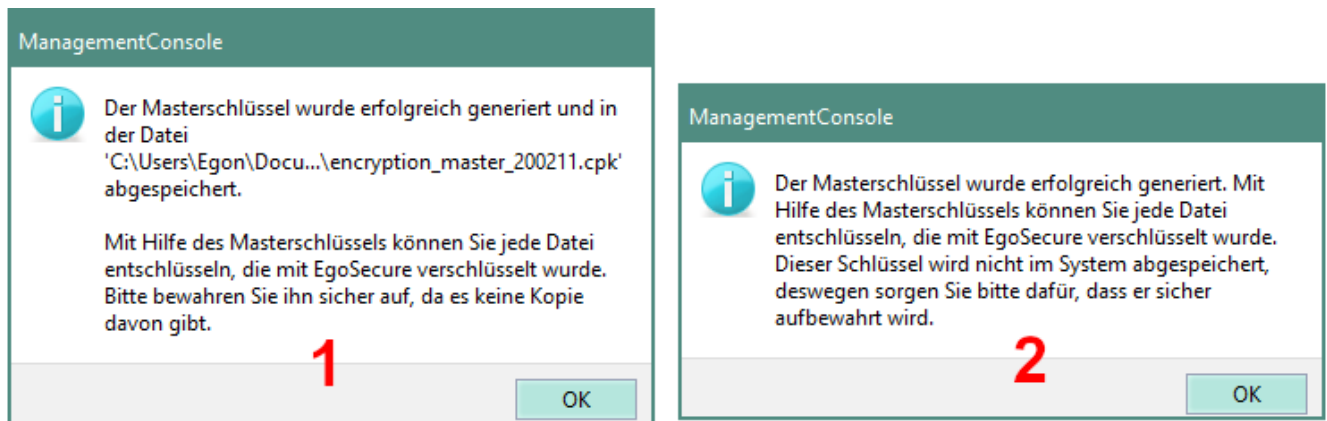 ManagementConsole
Der Masterschlüssel wurde erfolgreich generiert und in
der Datei
'C:\Users\Egon\Docu...\encryption_master_200211.cpk'
abgespeichert.
Mit Hilfe des Masterschlüssels können Sie jede Datei
entschlüsseln, die mit EgoSecure verschlüsselt wurde.
Bitte bewahren Sie ihn sicher auf, da es keine Kopie
davon gibt.
1
OK
ManagementConsole
Der Masterschlüssel wurde erfolgreich generiert. Mit
Hilfe des Masterschlüssels können Sie jede Datei
entschlüsseln, die mit EgoSecure verschlüsselt wurde.
Dieser Schlüssel wird nicht im System abgespeichert,
deswegen sorgen Sie bitte dafür, dass er sicher
aufbewahrt wird.
2
OK